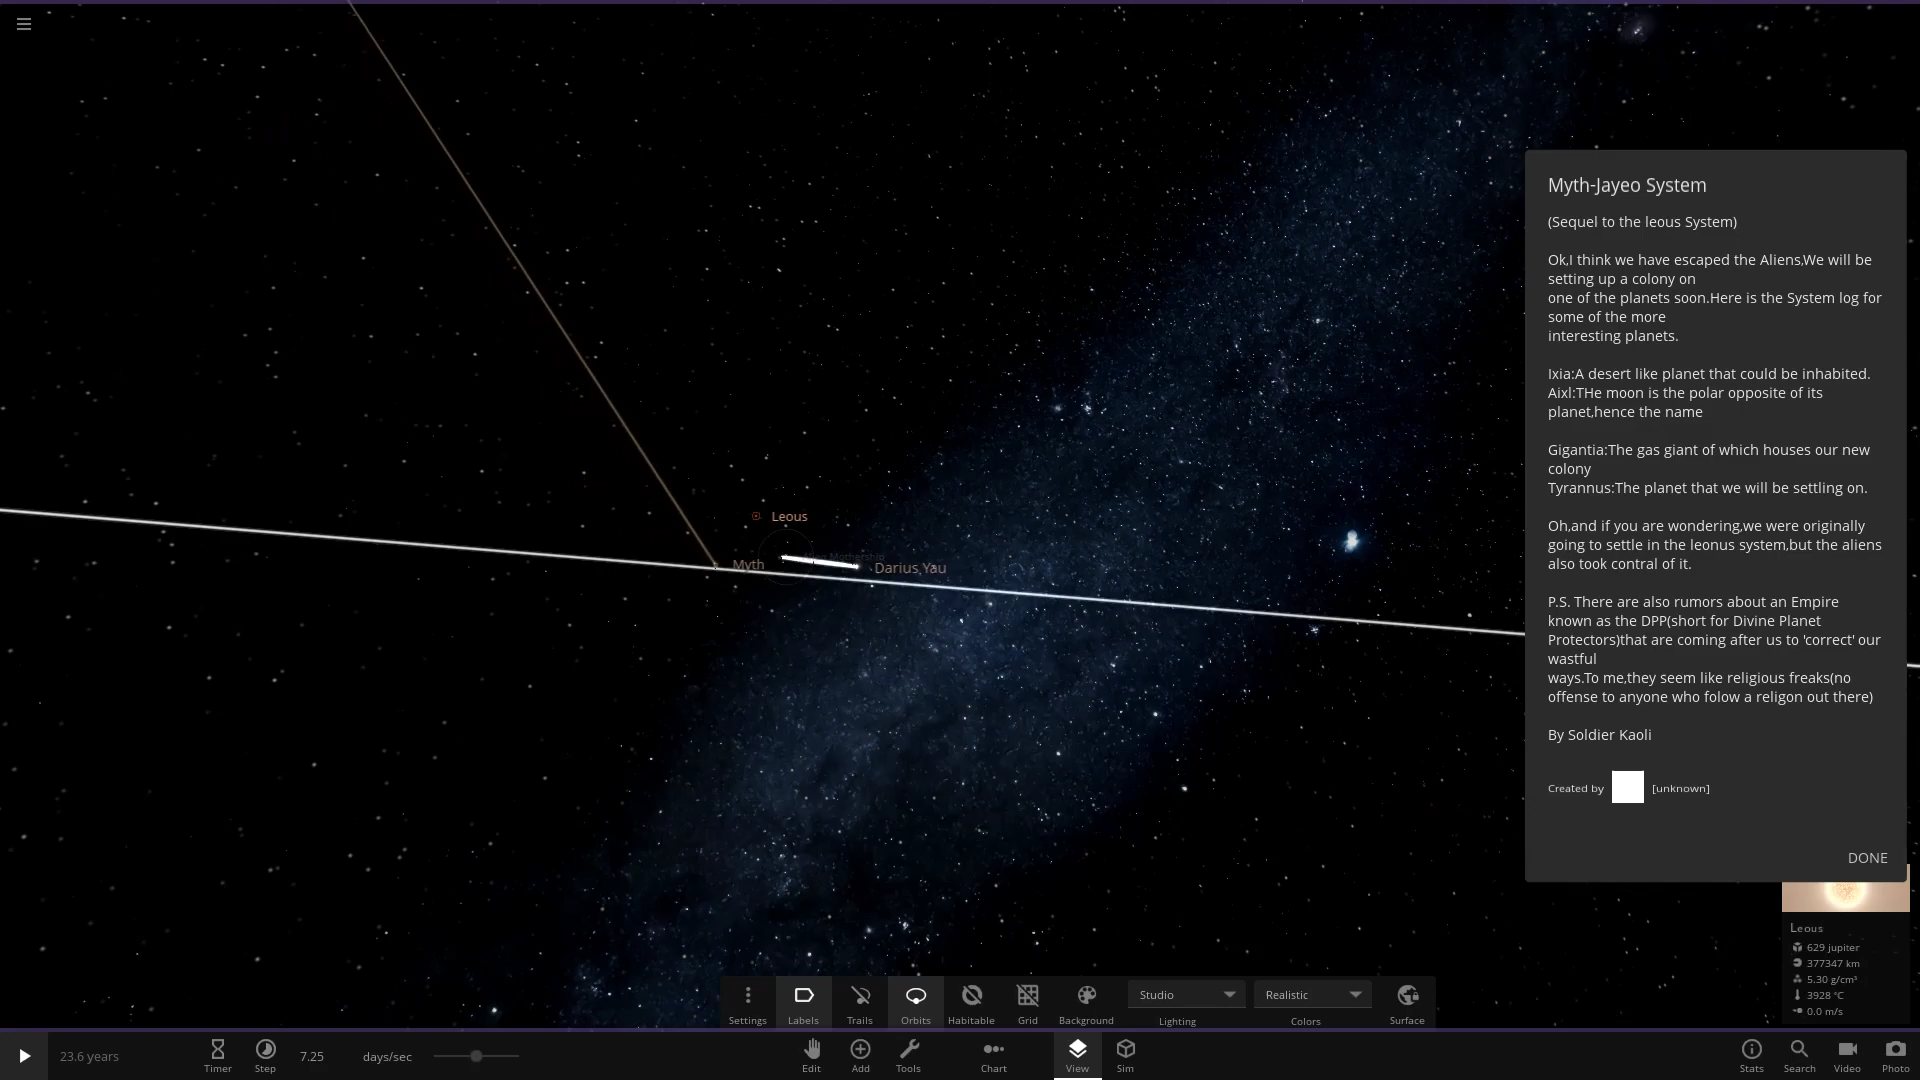 Myth-Jayeo System
(Sequel to the leous System)
Ok,I think we have escaped the Aliens,We will be
setting up a colony on
one of the planets soon.Here is the System log for
some of the more
interesting planets.
Ixia:A desert like planet that could be inhabited.
Aixl:THe moon is the polar opposite of its
planet,hence the name
Gigantia:The gas giant of which houses our new
colony
Tyrannus:The planet that we will be settling on.
Oh,and if you are wondering,we were originally
going to settle in the leonus system,but the aliens
also took contral of it.
P.S. There are also rumors about an Empire
known as the DPP(short for Divine Planet
Protectors)that are coming after us to 'correct' our
wastful
ways.To me,they seem like religious freaks(no
offense to anyone who folow a religon out there)
By Soldier Kaoli
Created by [unknown]
DONE
Leous
Myth
Alien Mothership
Darius Yau
Leous
629 jupiter
377347 km
5.30 g/cm³
3928 °C
0.0 m/s
Studio
Realistic
Settings Labels Trails Orbits Habitable Grid Background Lighting Colors Surface
23.6 years
Timer Step
7.25 days/sec
Edit Add Tools Chart View Sim
Stats Search Video Photo